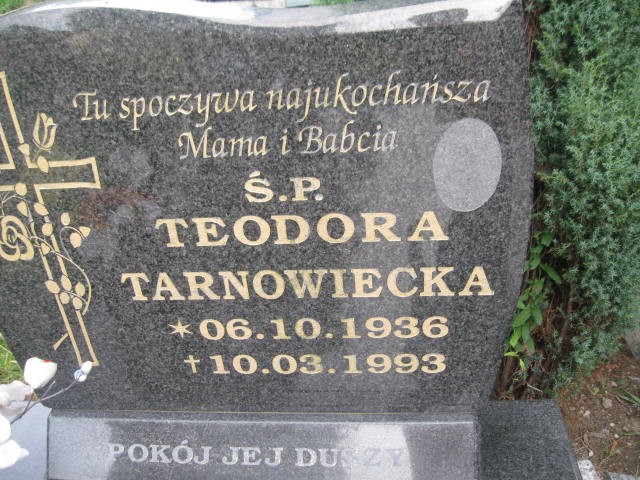 Tu spoczywa najukochańsza
Mama i Babcia
Ś.P.
TEODORA
TARNOWIECKA
* 06.10.1936
† 10.03.1993
POKÓJ JEJ DUSZY